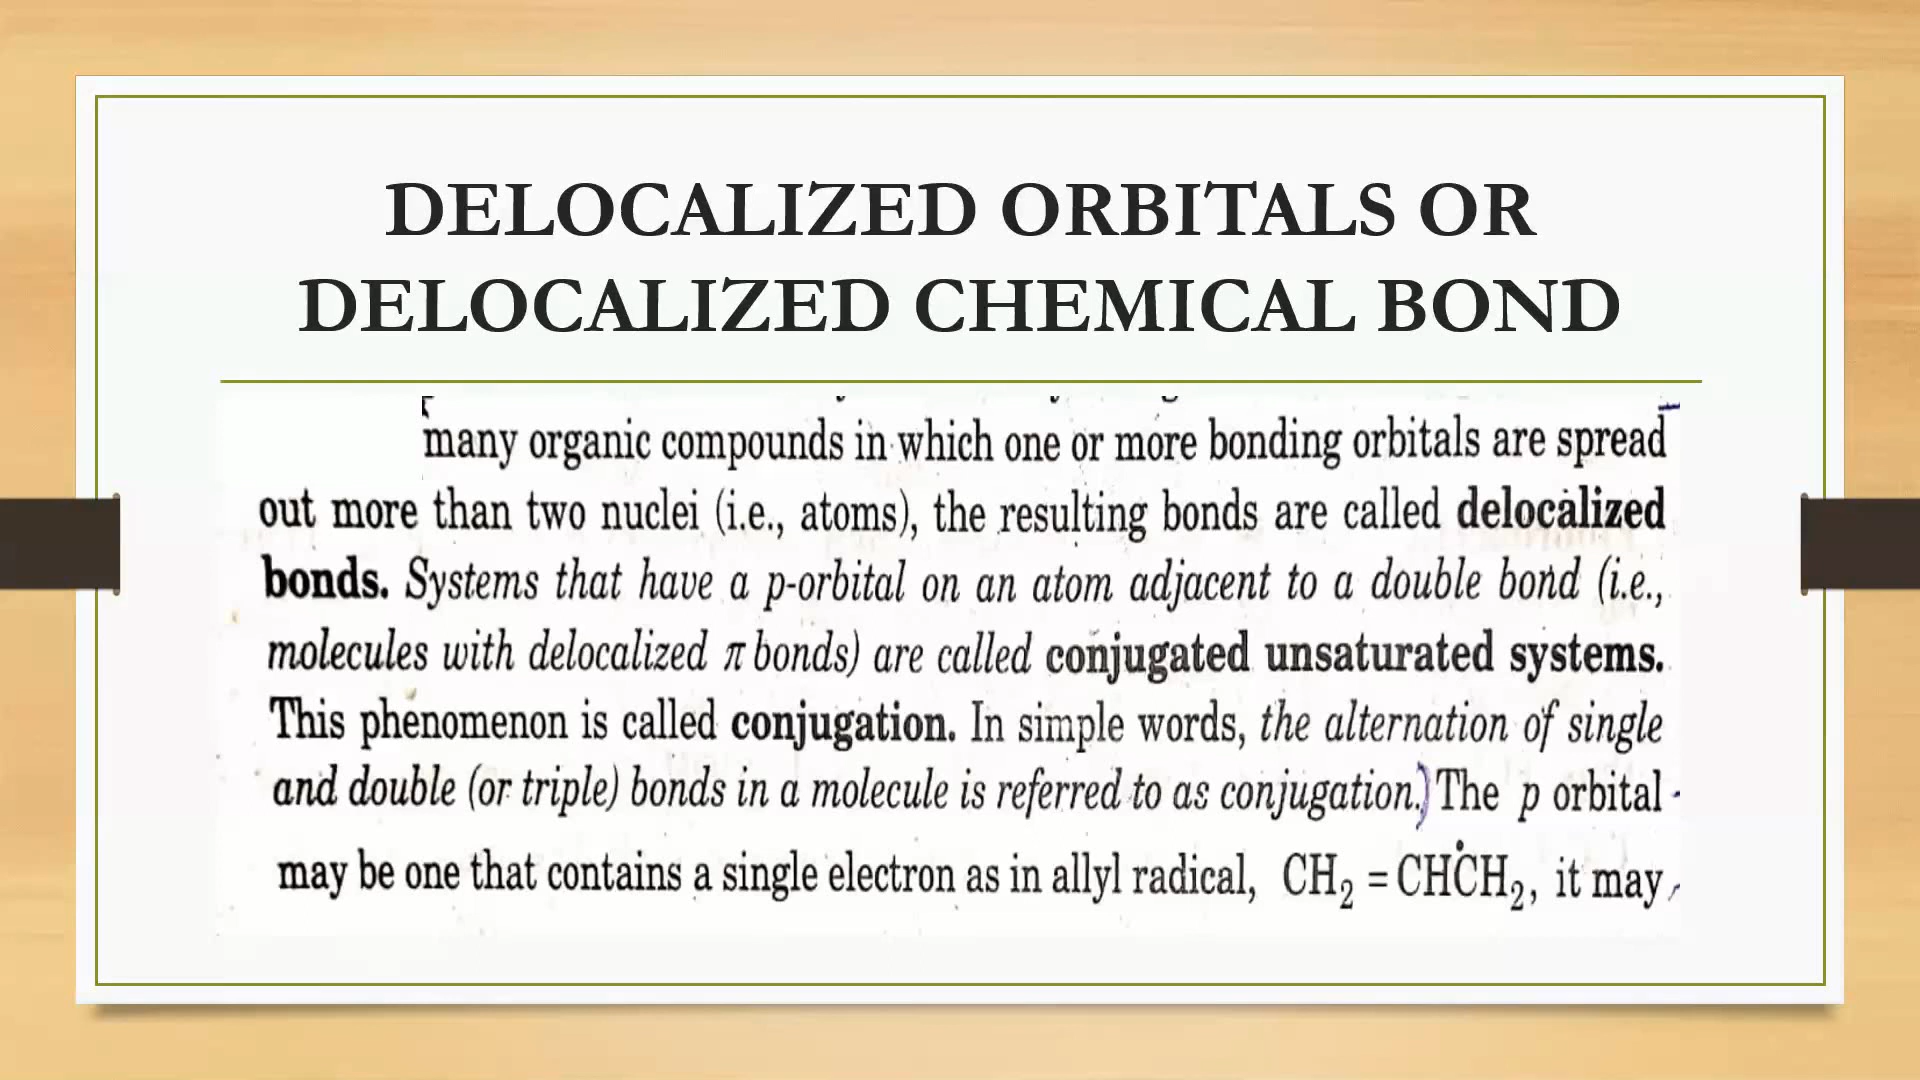 DELOCALIZED ORBITALS OR
DELOCALIZED CHEMICAL BOND
many organic compounds in which one or more bonding orbitals are spread
out more than two nuclei (i.e., atoms), the resulting bonds are called delocalized
bonds. Systems that have a p-orbital on an atom adjacent to a double bond (i.e.,
molecules with delocalized π bonds) are called conjugated unsaturated systems.
This phenomenon is called conjugation. In simple words, the alternation of single
and double (or triple) bonds in a molecule is referred to as conjugation.) The p orbital
may be one that contains a single electron as in allyl radical, CH₂ = CHĊH₂, it may